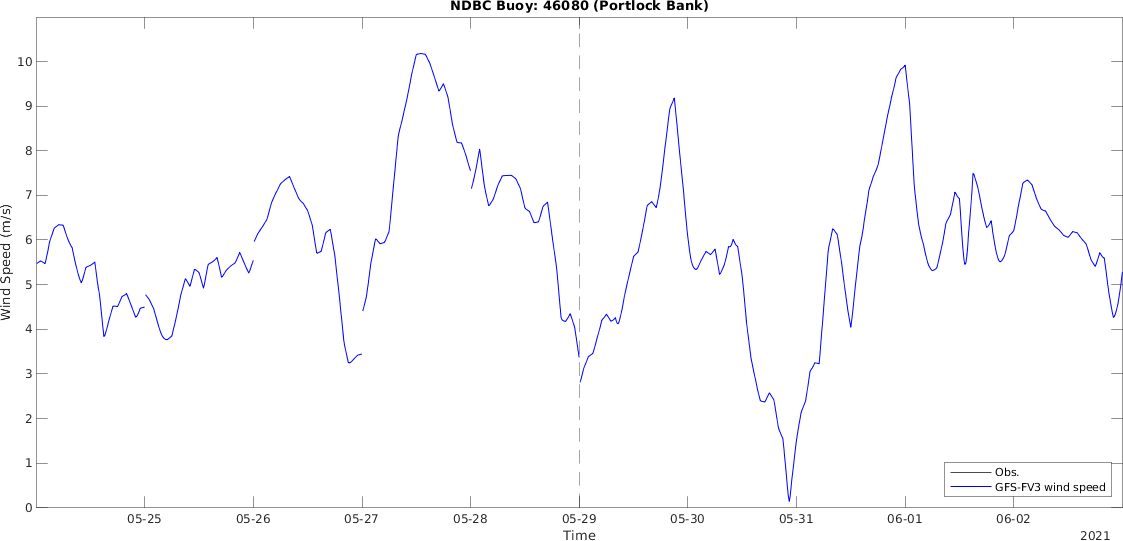 NDBC Buoy: 46080 (Portlock Bank)
Wind Speed (m/s)
10
9
8
7
6
5
4
3
2
1
0
Obs.
GFS-FV3 wind speed
05-25 05-26 05-27 05-28 05-29 05-30 05-31 06-01 06-02
Time
2021